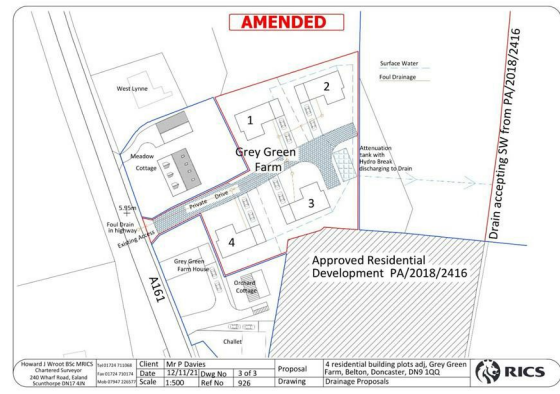 AMENDED
West Lynne
Surface Water
Foul Drainage
2
1
Grey Green
Farm
Meadow
Cottage
Attenuation
tank with
Hydro Break
discharging to Drain
Drain accepting SW from PA/2018/2416
Private Drive
3
5.95m
Foul Drain
in highway
Existing Access
4
A161
Grey Green
Farm House
Orchard
Cottage
Approved Residential
Development PA/2018/2416
Challet
Howard J Wroot BSc MRICS
Chartered Surveyor
240 Wharf Road, Ealand
Scunthorpe DN17 4JN
Client Mr P Davies
Date 12/11/21 Dwg No 3 of 3
Scale 1:500 Ref No 926
Proposal
4 residential building plots adj, Grey Green
Farm, Belton, Doncaster, DN9 1QQ
Drawing Drainage Proposals
RICS